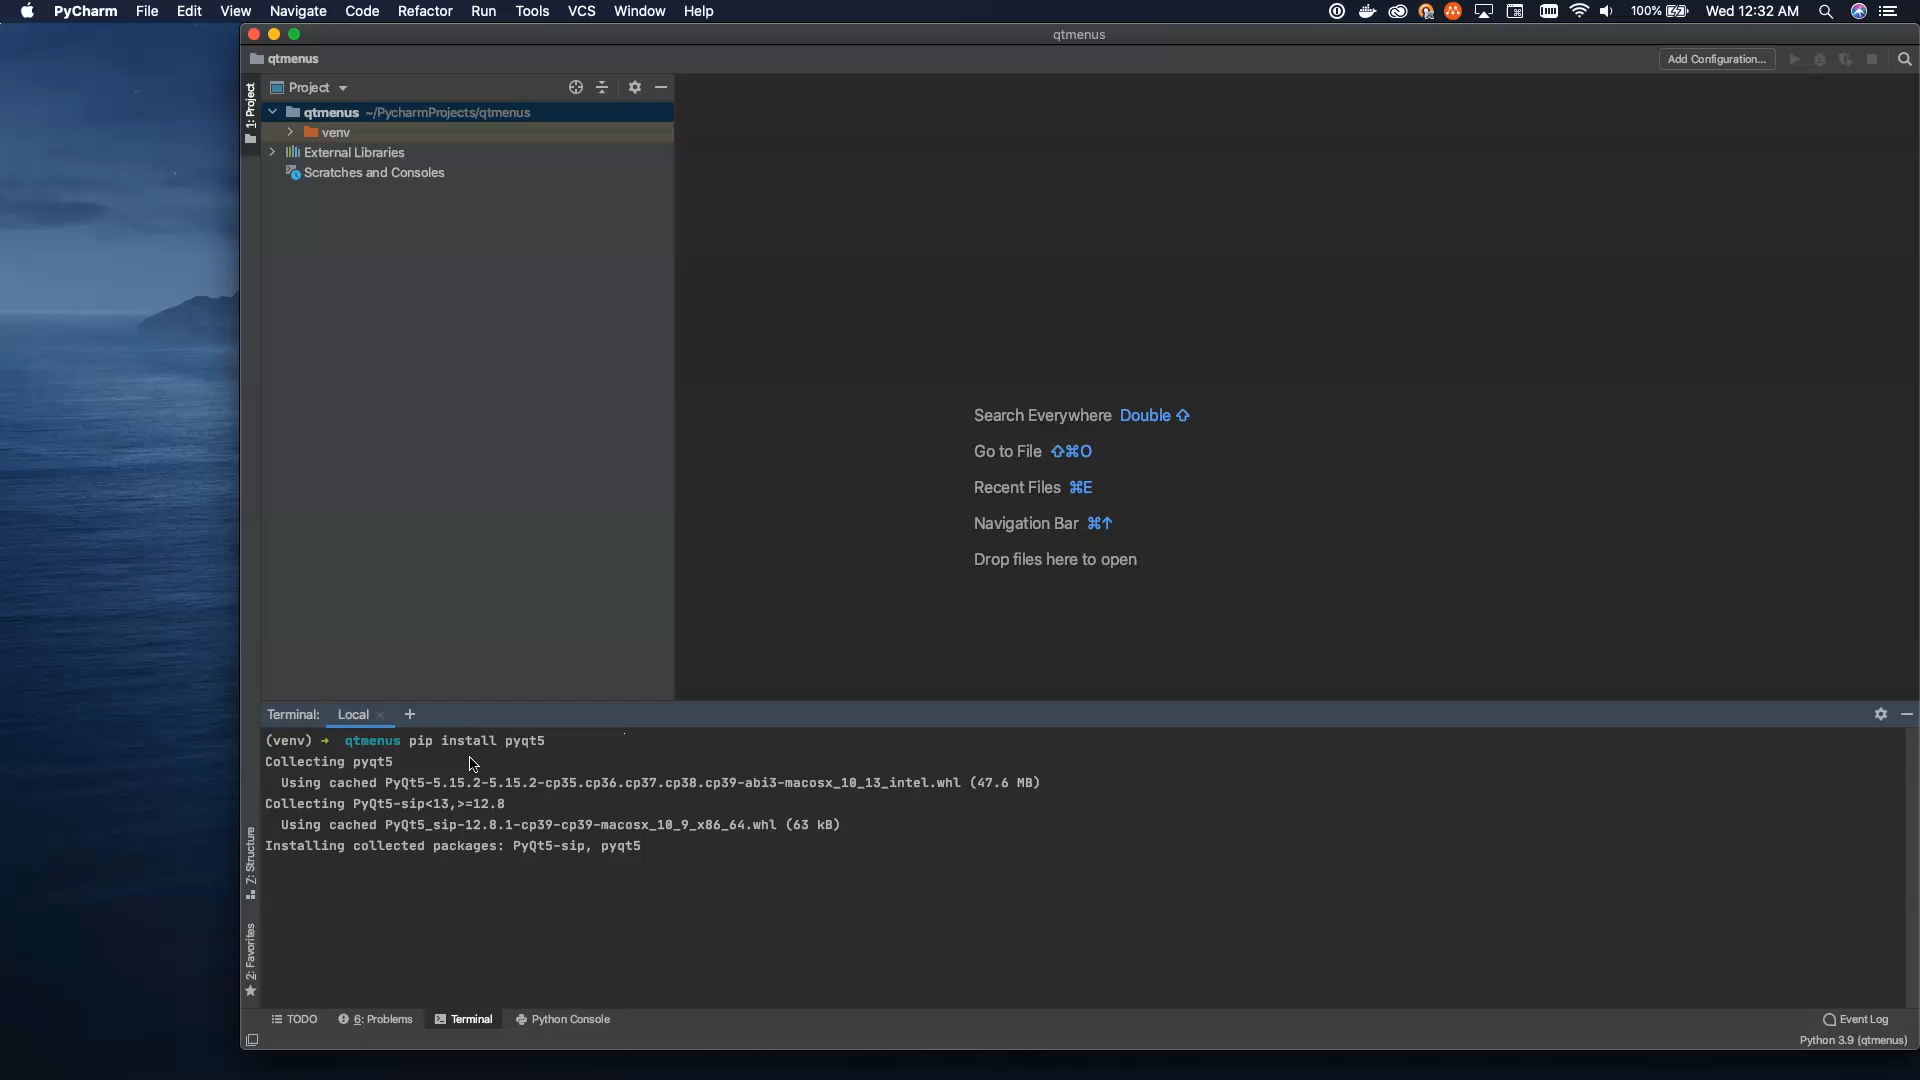 PyCharm File Edit View Navigate Code Refactor Run Tools VCS Window Help 100% Wed 12:32 AM
qtmenus
qtmenus Add Configuration...
1: Project
Project
qtmenus ~/PycharmProjects/qtmenus
venv
External Libraries
Scratches and Consoles
Search Everywhere Double ⇧
Go to File ⇧⌘O
Recent Files ⌘E
Navigation Bar ⌘↑
Drop files here to open
Terminal: Local × +
(venv) → qtmenus pip install pyqt5
Collecting pyqt5
Using cached PyQt5-5.15.2-5.15.2-cp35.cp36.cp37.cp38.cp39-abi3-macosx_10_13_intel.whl (47.6 MB)
Collecting PyQt5-sip<13,>=12.8
Using cached PyQt5_sip-12.8.1-cp39-cp39-macosx_10_9_x86_64.whl (63 kB)
Installing collected packages: PyQt5-sip, pyqt5
7: Structure
2: Favorites
TODO 6: Problems Terminal Python Console Event Log
Python 3.9 (qtmenus)